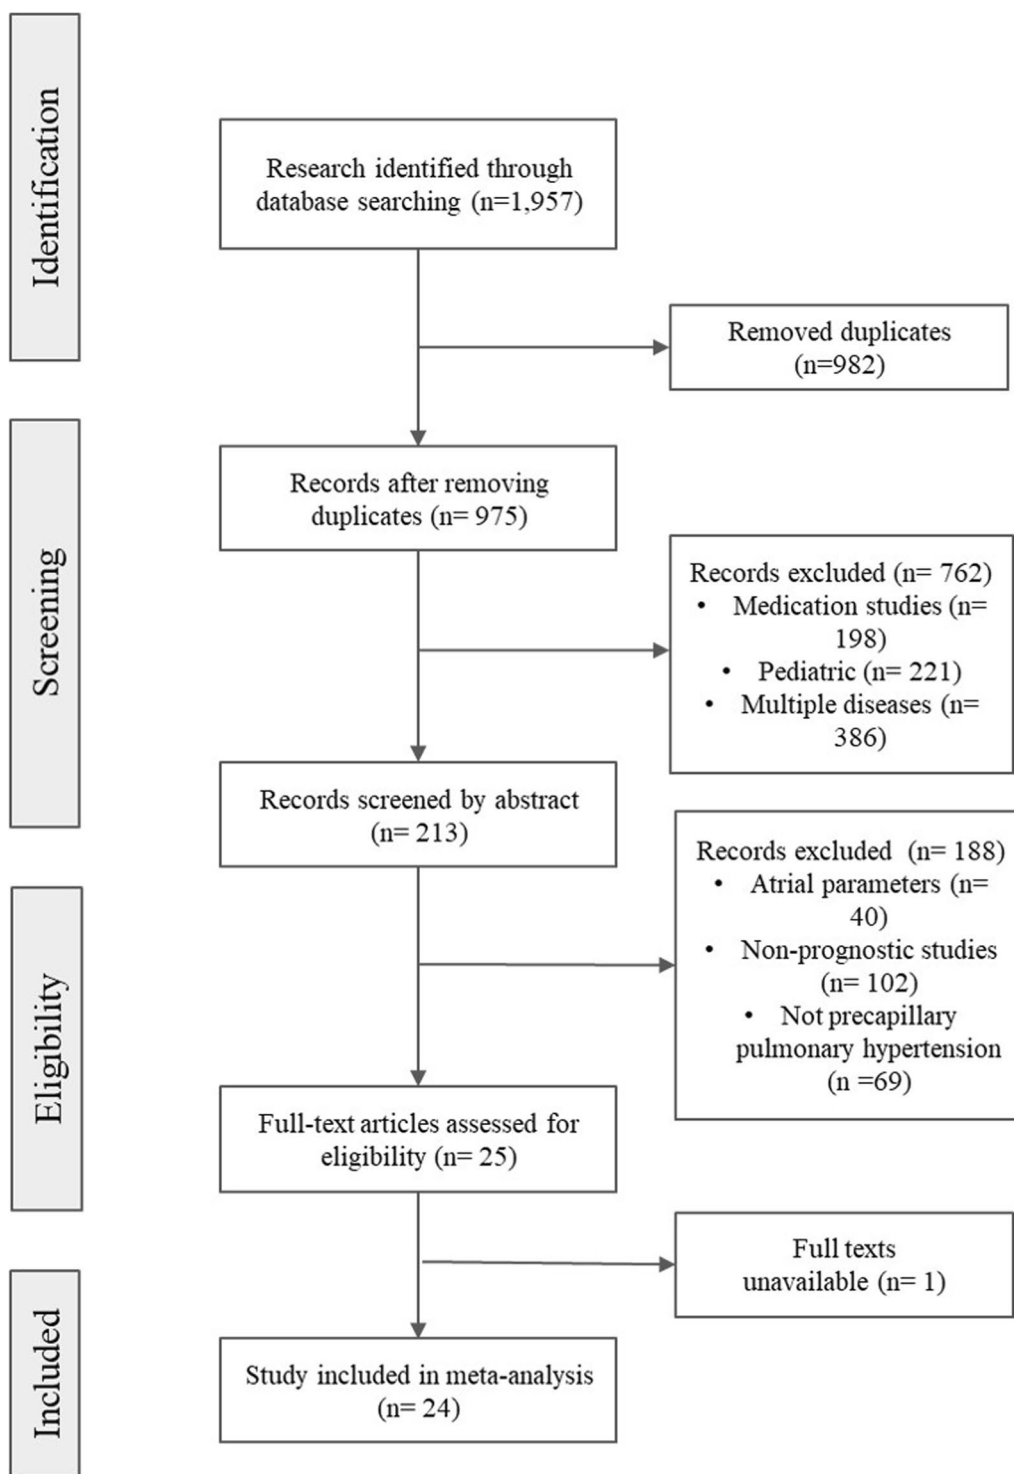 Identification
Research identified through
database searching (n=1,957)
Removed duplicates
(n=982)
Screening
Records after removing
duplicates (n= 975)
Records excluded (n= 762)
• Medication studies (n=
198)
• Pediatric (n= 221)
• Multiple diseases (n=
386)
Records screened by abstract
(n= 213)
Records excluded  (n= 188)
• Atrial parameters (n=
40)
• Non-prognostic studies
(n= 102)
• Not precapillary
pulmonary hypertension
(n =69)
Eligibility
Full-text articles assessed for
eligibility (n= 25)
Full texts
unavailable (n= 1)
Included
Study included in meta-analysis
(n= 24)